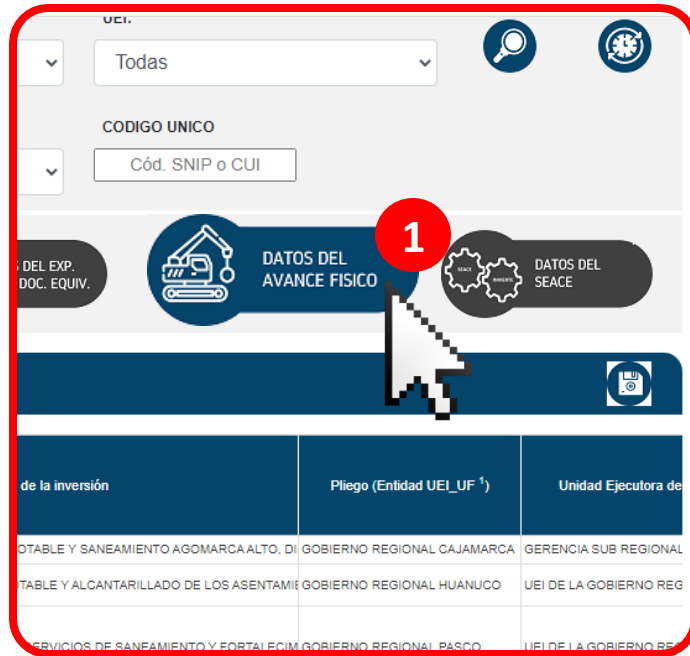 UEI.
Todas
CODIGO UNICO
Cód. SNIP o CUI
DEL EXP.
DOC. EQUIV.
DATOS DEL
AVANCE FISICO
1
SEACE
DATOS DEL
SEACE
de la inversión
Pliego (Entidad UEI_UF ¹)
Unidad Ejecutora de
OTABLE Y SANEAMIENTO AGOMARCA ALTO, DI
GOBIERNO REGIONAL CAJAMARCA
GERENCIA SUB REGIONAL
TABLE Y ALCANTARILLADO DE LOS ASENTAMIE
GOBIERNO REGIONAL HUANUCO
UEI DE LA GOBIERNO REG
SERVICIOS DE SANEAMIENTO Y FORTALECIM
GOBIERNO REGIONAL PASCO
UEI DE LA GOBIERNO REG